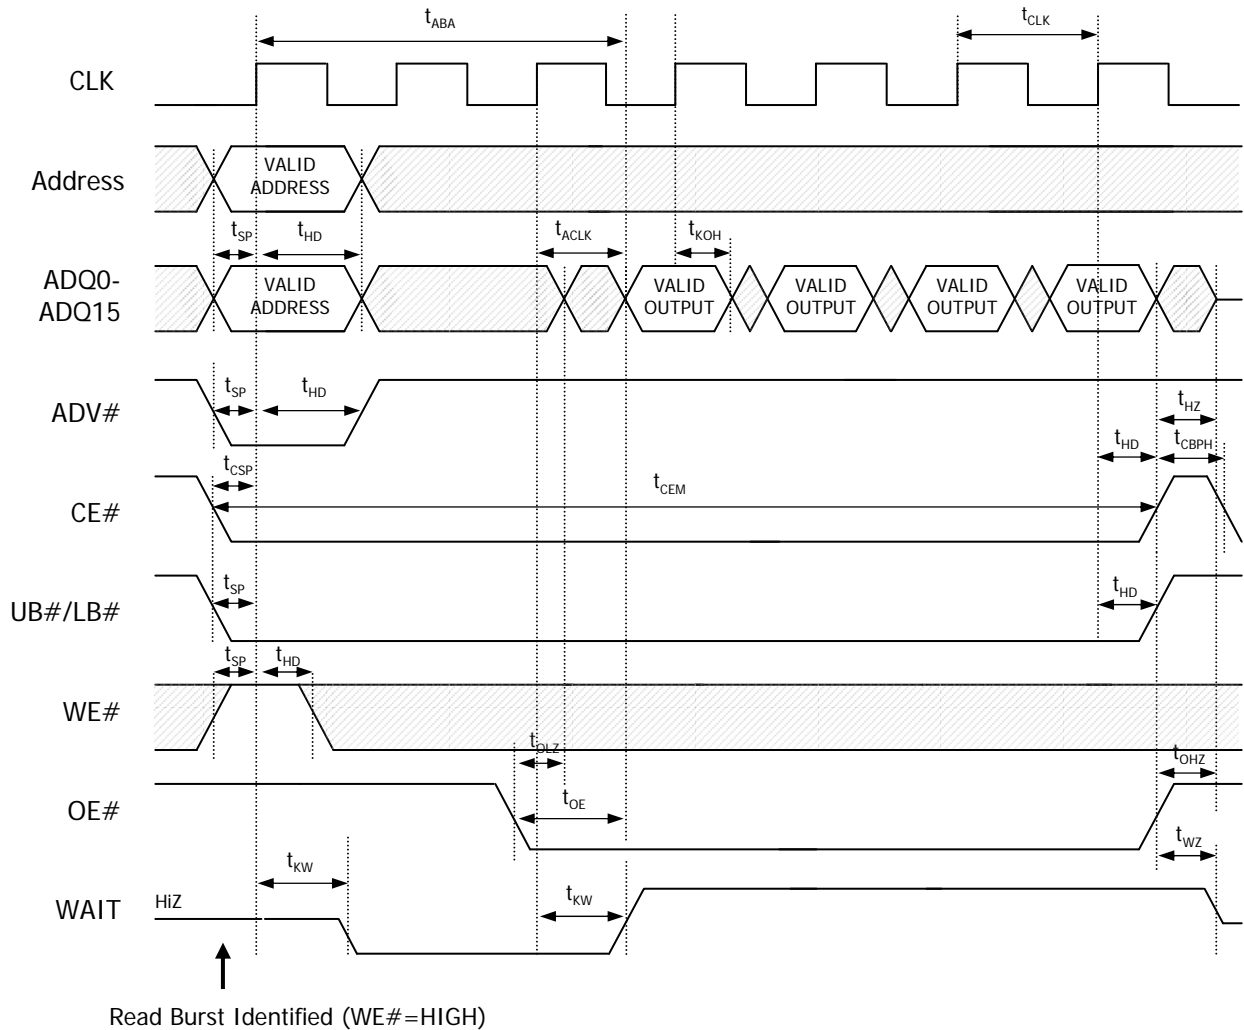 tABA
tCLK
CLK
Address
VALID ADDRESS
tSP
tHD
tACLK
tKOH
ADQ0-
ADQ15
VALID ADDRESS
VALID OUTPUT
VALID OUTPUT
VALID OUTPUT
VALID OUTPUT
ADV#
tSP
tHD
tHZ
tHD
tCBPH
CE#
tCSP
tCEM
UB#/LB#
tSP
tHD
tSP
tHD
WE#
tOLZ
tOHZ
OE#
tOE
tWZ
tKW
WAIT
HiZ
tKW
Read Burst Identified (WE#=HIGH)